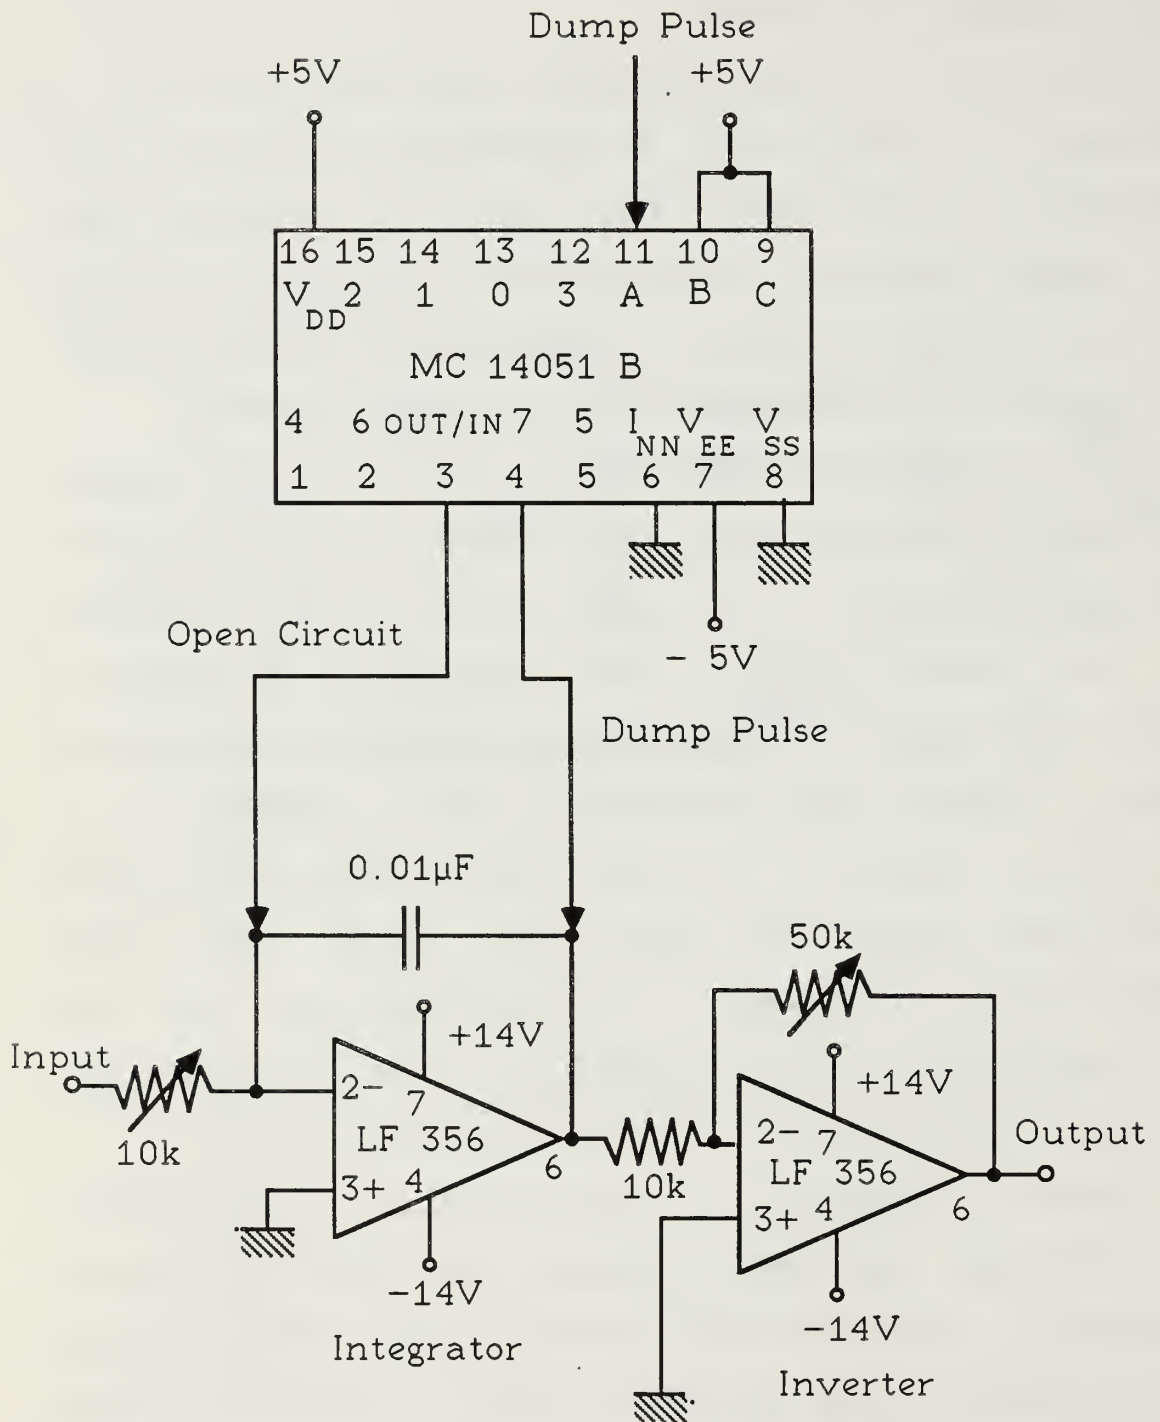 Dump Pulse
+5V
+5V
16 15 14 13 12 11 10 9
V DD 2 1 0 3 A B C
MC 14051 B
4 6 OUT/IN 7 5 I NN V EE V SS
1 2 3 4 5 6 7 8
Open Circuit
- 5V
Dump Pulse
0.01µF
50k
+14V
Input
+14V
2-
7
10k
LF 356
2-
7
Output
3+
4
6
10k
LF 356
3+
4
6
-14V
-14V
Integrator
Inverter